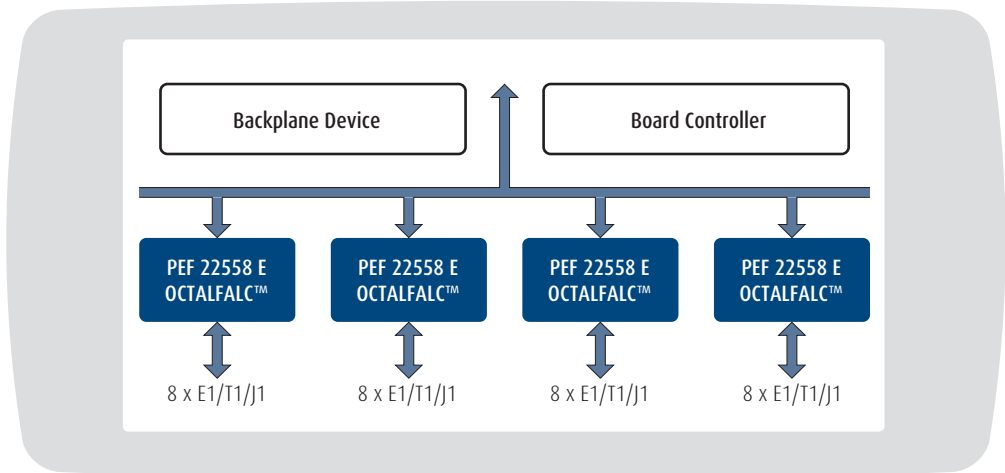 Backplane Device
Board Controller
PEF 22558 E
OCTALFALC™
PEF 22558 E
OCTALFALC™
PEF 22558 E
OCTALFALC™
PEF 22558 E
OCTALFALC™
8 x E1/T1/J1
8 x E1/T1/J1
8 x E1/T1/J1
8 x E1/T1/J1